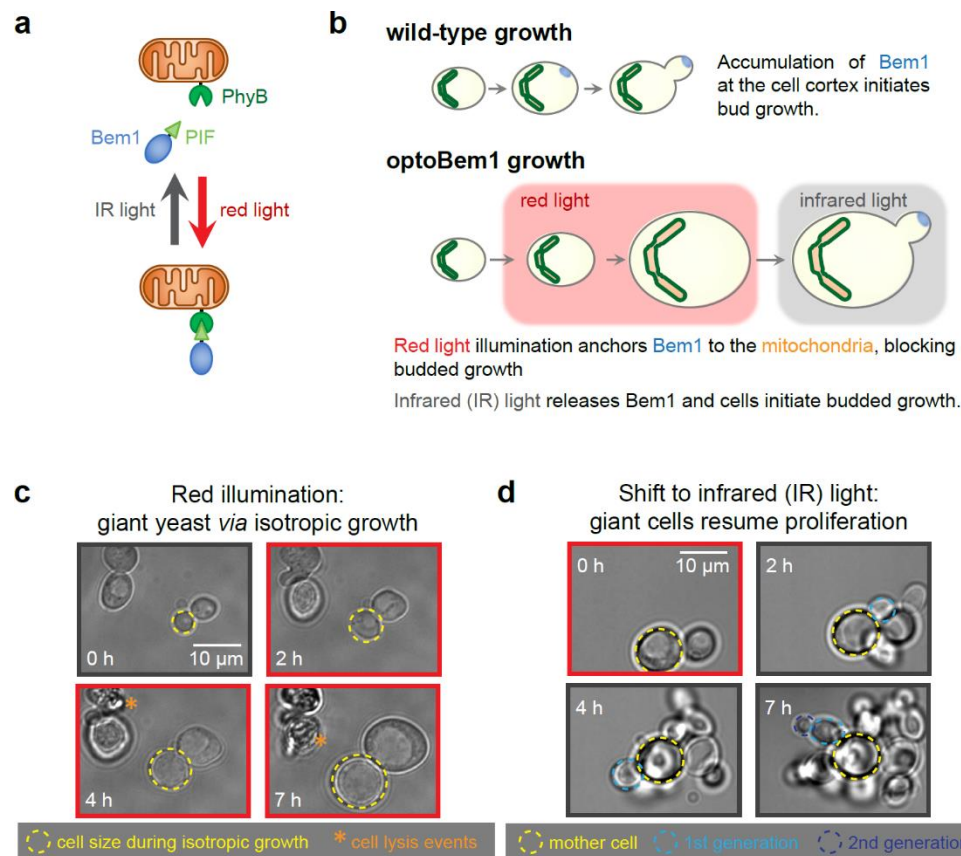 a
PhyB
Bem1
PIF
IR light
red light
b
wild-type growth
Accumulation of Bem1
at the cell cortex initiates
bud growth.
optoBem1 growth
red light
infrared light
Red light illumination anchors Bem1 to the mitochondria, blocking
budded growth
Infrared (IR) light releases Bem1 and cells initiate budded growth.
c
Red illumination:
giant yeast via isotropic growth
0 h
10 µm
2 h
4 h
*
7 h
*
cell size during isotropic growth
* cell lysis events
d
Shift to infrared (IR) light:
giant cells resume proliferation
0 h
10 µm
2 h
4 h
7 h
mother cell
1st generation
2nd generation